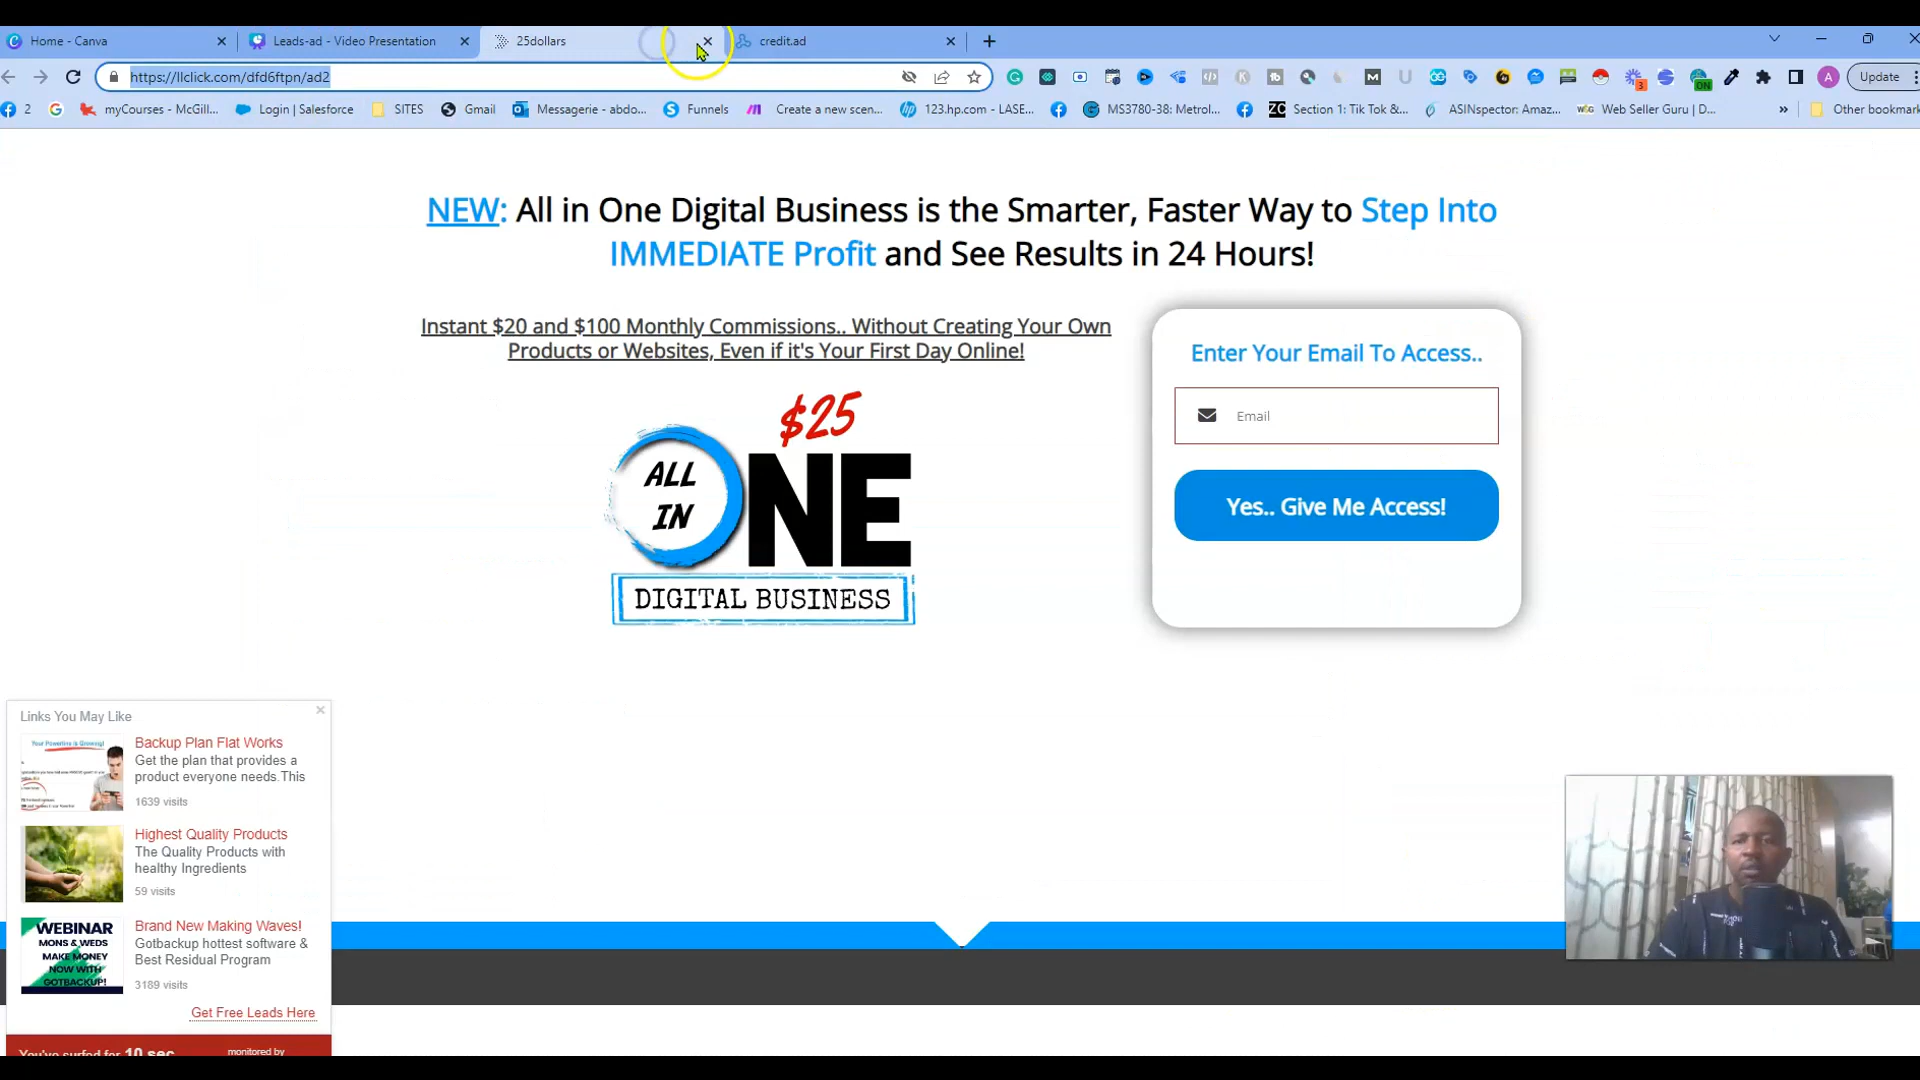 Home - Canva
Leads-ad - Video Presentation
25dollars
credit.ad
https://llclick.com/dfd6ftpn/ad2
A
Update
2
myCourses - McGill...
Login | Salesforce
SITES
Gmail
Messagerie - abdo...
Funnels
Create a new scen...
123.hp.com - LASE...
MS3780-38: Metrol...
Section 1: Tik Tok &...
ASINspector: Amaz...
Web Seller Guru | D...
Other bookmark
NEW: All in One Digital Business is the Smarter, Faster Way to Step Into
IMMEDIATE Profit and See Results in 24 Hours!
Instant $20 and $100 Monthly Commissions.. Without Creating Your Own
Products or Websites, Even if it's Your First Day Online!
$25
ALL
IN
ONE
DIGITAL BUSINESS
Enter Your Email To Access..
Email
Yes.. Give Me Access!
Links You May Like
Backup Plan Flat Works
Get the plan that provides a
product everyone needs.This
1639 visits
Highest Quality Products
The Quality Products with
healthy Ingredients
59 visits
WEBINAR
MONS & WEDS
MAKE MONEY
NOW WITH
GOTBACKUP!
Brand New Making Waves!
Gotbackup hottest software &
Best Residual Program
3189 visits
Get Free Leads Here
You've surfed for 10 sec
monitored by